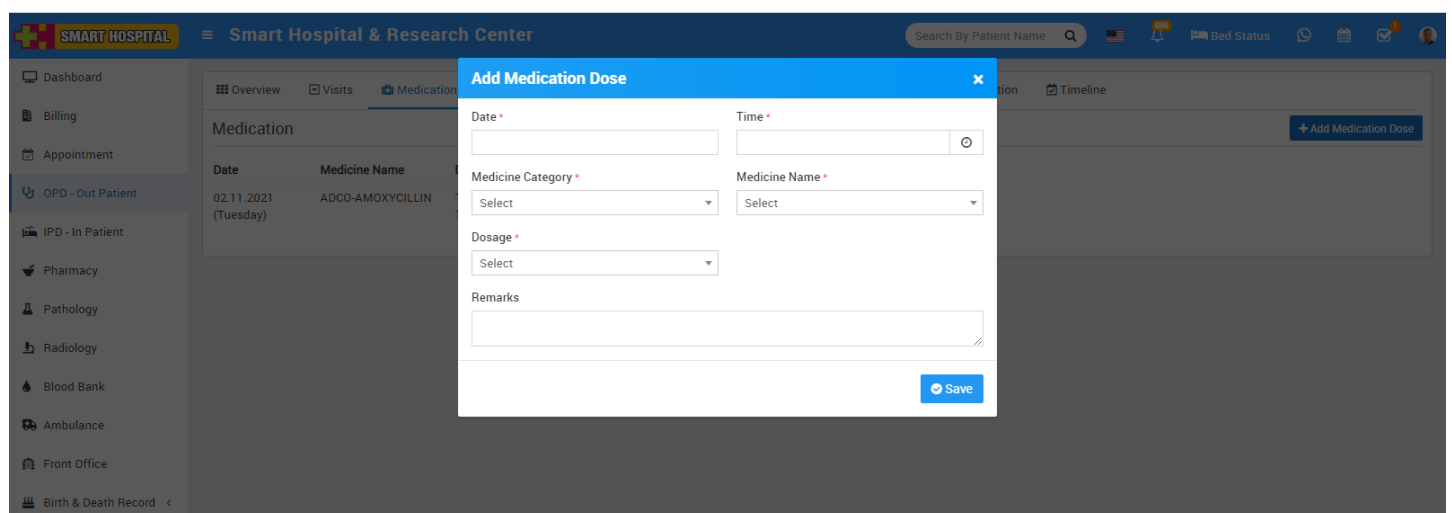 SMART HOSPITAL
Smart Hospital & Research Center
Search By Patient Name
Bed Status
1
Dashboard
Billing
Appointment
OPD - Out Patient
IPD - In Patient
Pharmacy
Pathology
Radiology
Blood Bank
Ambulance
Front Office
Birth & Death Record
Overview Visits Medication Timeline
Medication
+ Add Medication Dose
Date Medicine Name
02.11.2021 ADCO-AMOXYCILLIN
(Tuesday)
Add Medication Dose
Date * Time *
Medicine Category * Medicine Name *
Select Select
Dosage *
Select
Remarks
Save